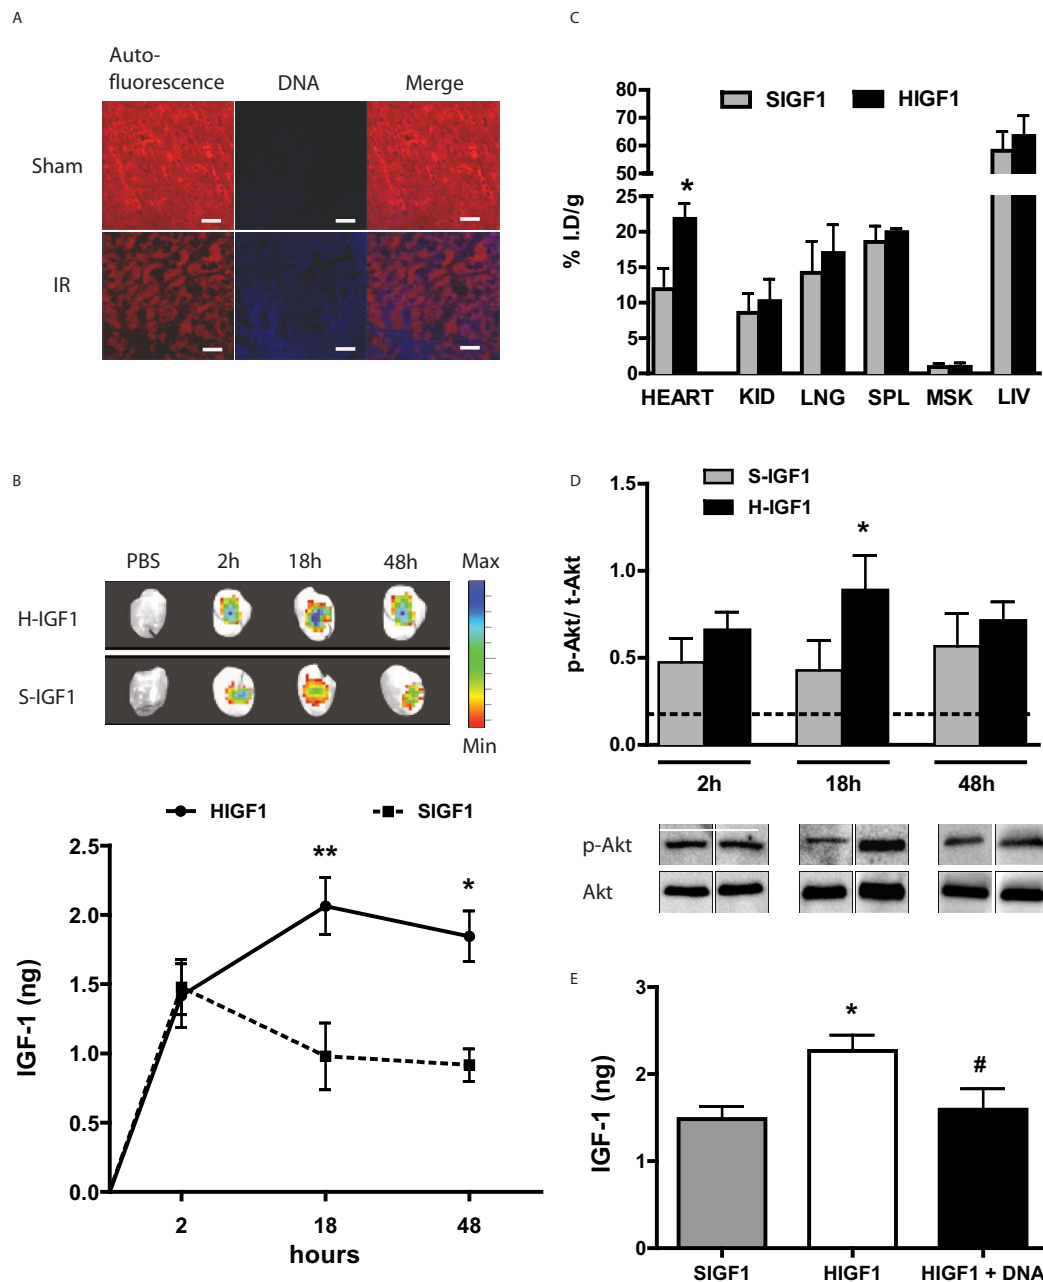 A
Auto-
fluorescence DNA Merge
Sham
IR
B
PBS 2h 18h 48h Max
H-IGF1
S-IGF1
Min
HIGF1 SIGF1
2.5
**
*
2.0
1.5
1.0
0.5
0.0
IGF-1 (ng)
2 18 48
hours
C
SIGF1 HIGF1
80
70
60
50
25
*
20
15
10
5
0
% I.D/g
HEART KID LNG SPL MSK LIV
D
S-IGF1
H-IGF1
1.5
*
1.0
0.5
0.0
p-Akt/ t-Akt
2h 18h 48h
p-Akt
Akt
E
3
*
2
#
1
0
IGF-1 (ng)
SIGF1 HIGF1 HIGF1 + DNA